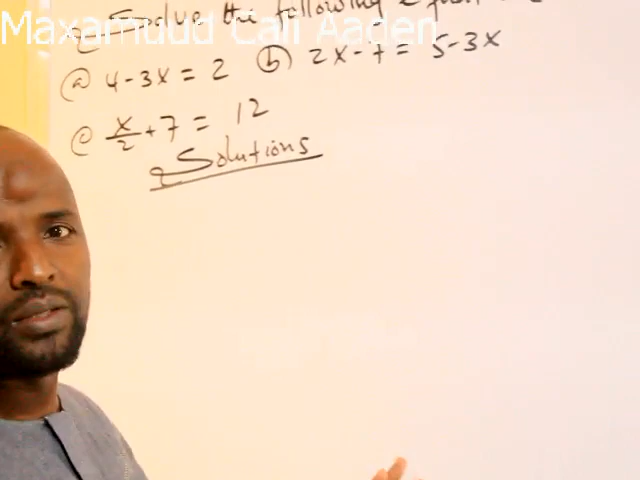 Maxamuud Cali Aaden
Solve the following
(a) 4-3x = 2 (b) 2x-7 = 5-3x
(c) x/2 + 7 = 12
Solutions